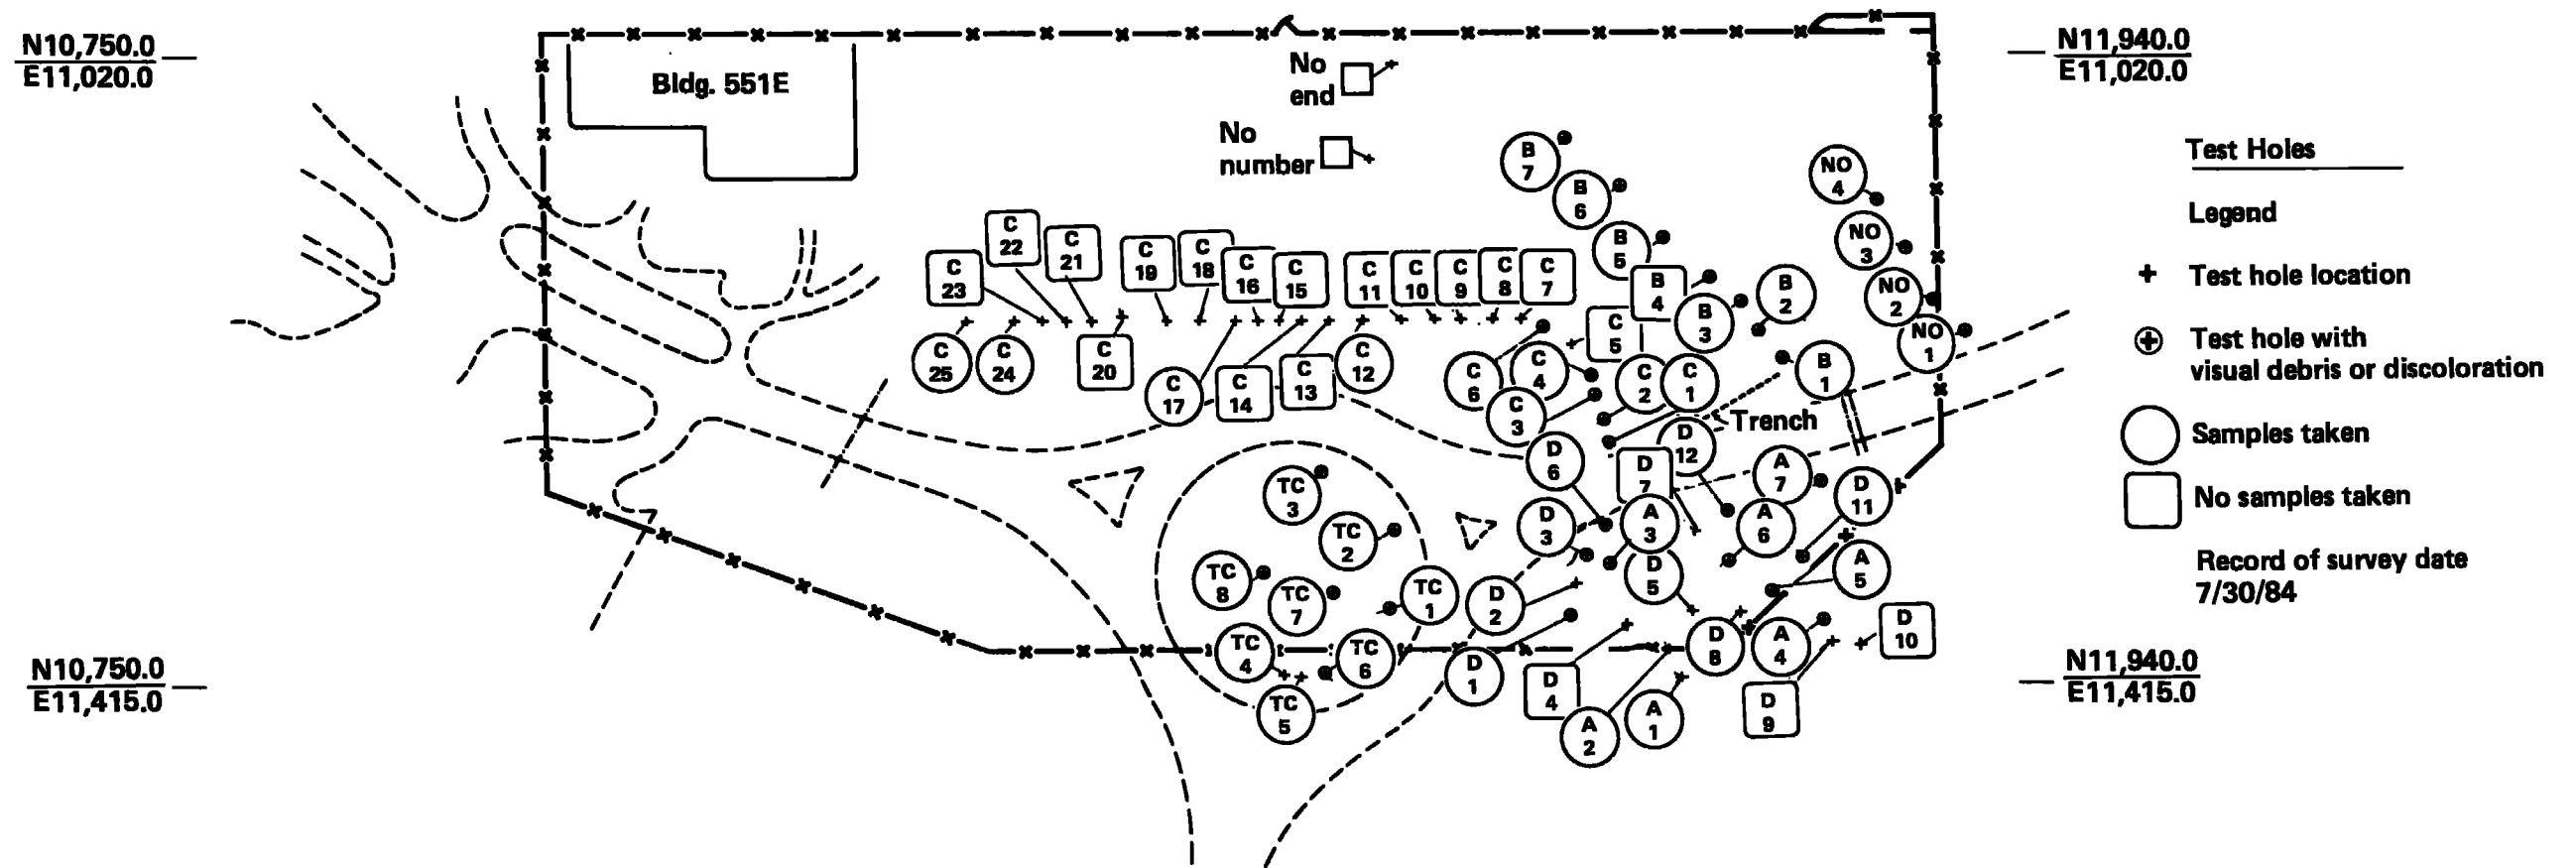 N10,750.0
E11,020.0
Bldg. 551E
No
end
No
number
N11,940.0
E11,020.0
Test Holes
Legend
Test hole location
Test hole with
visual debris or discoloration
Samples taken
No samples taken
Record of survey date
7/30/84
B
7
B
6
B
5
B
4
B
3
B
2
B
1
NO
4
NO
3
NO
2
NO
1
C
23
C
22
C
21
C
19
C
18
C
16
C
15
C
11
C
10
C
9
C
8
C
7
C
5
C
25
C
24
C
20
C
17
C
14
C
13
C
12
C
6
C
4
C
3
C
2
C
1
Trench
D
12
D
6
D
7
A
7
D
11
TC
3
TC
2
D
3
A
3
A
6
TC
8
TC
7
TC
1
D
2
D
5
A
5
TC
4
TC
6
TC
5
D
1
D
4
D
8
A
4
D
10
A
2
A
1
D
9
N10,750.0
E11,415.0
N11,940.0
E11,415.0